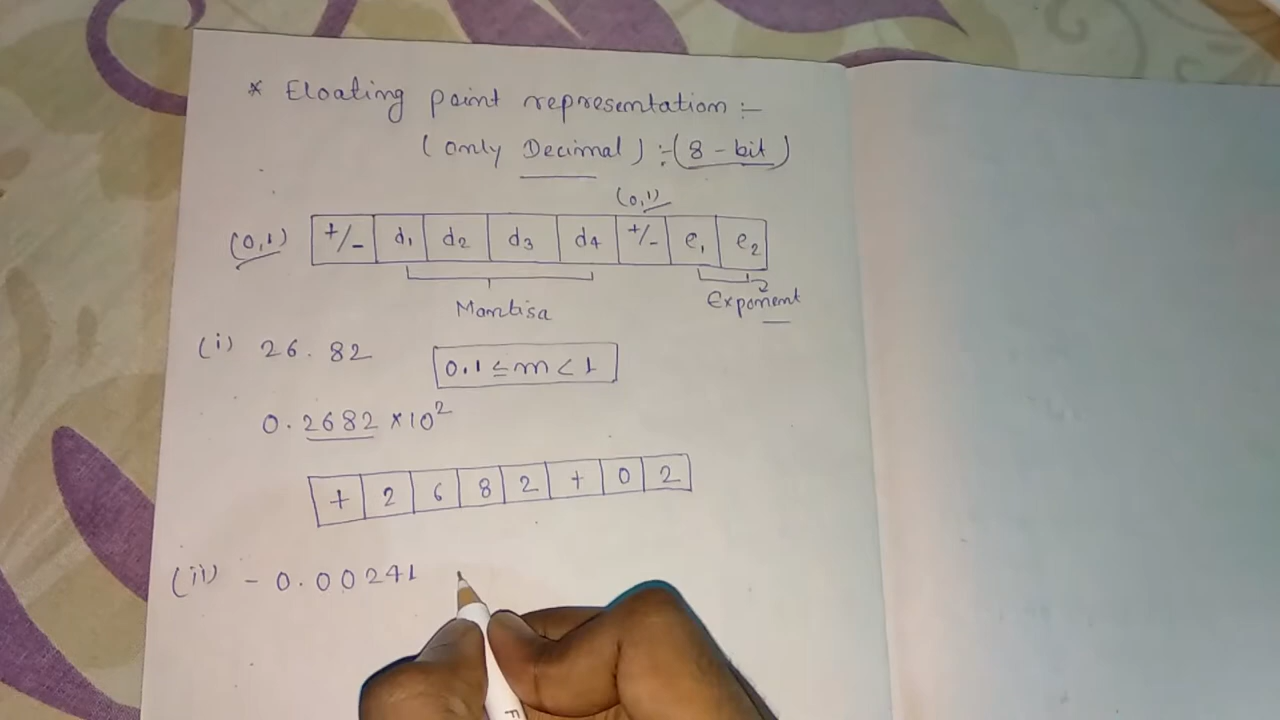 * Floating point representation :-
(only Decimal) :- (8-bit)
(0,1)
(0,1) +/- d1 d2 d3 d4 +/- e1 e2
Mantisa Exponent
(i) 26.82 0.1 ≤ m < 1
0.2682 × 10²
+ 2 6 8 2 + 0 2
(ii) - 0.00241
F